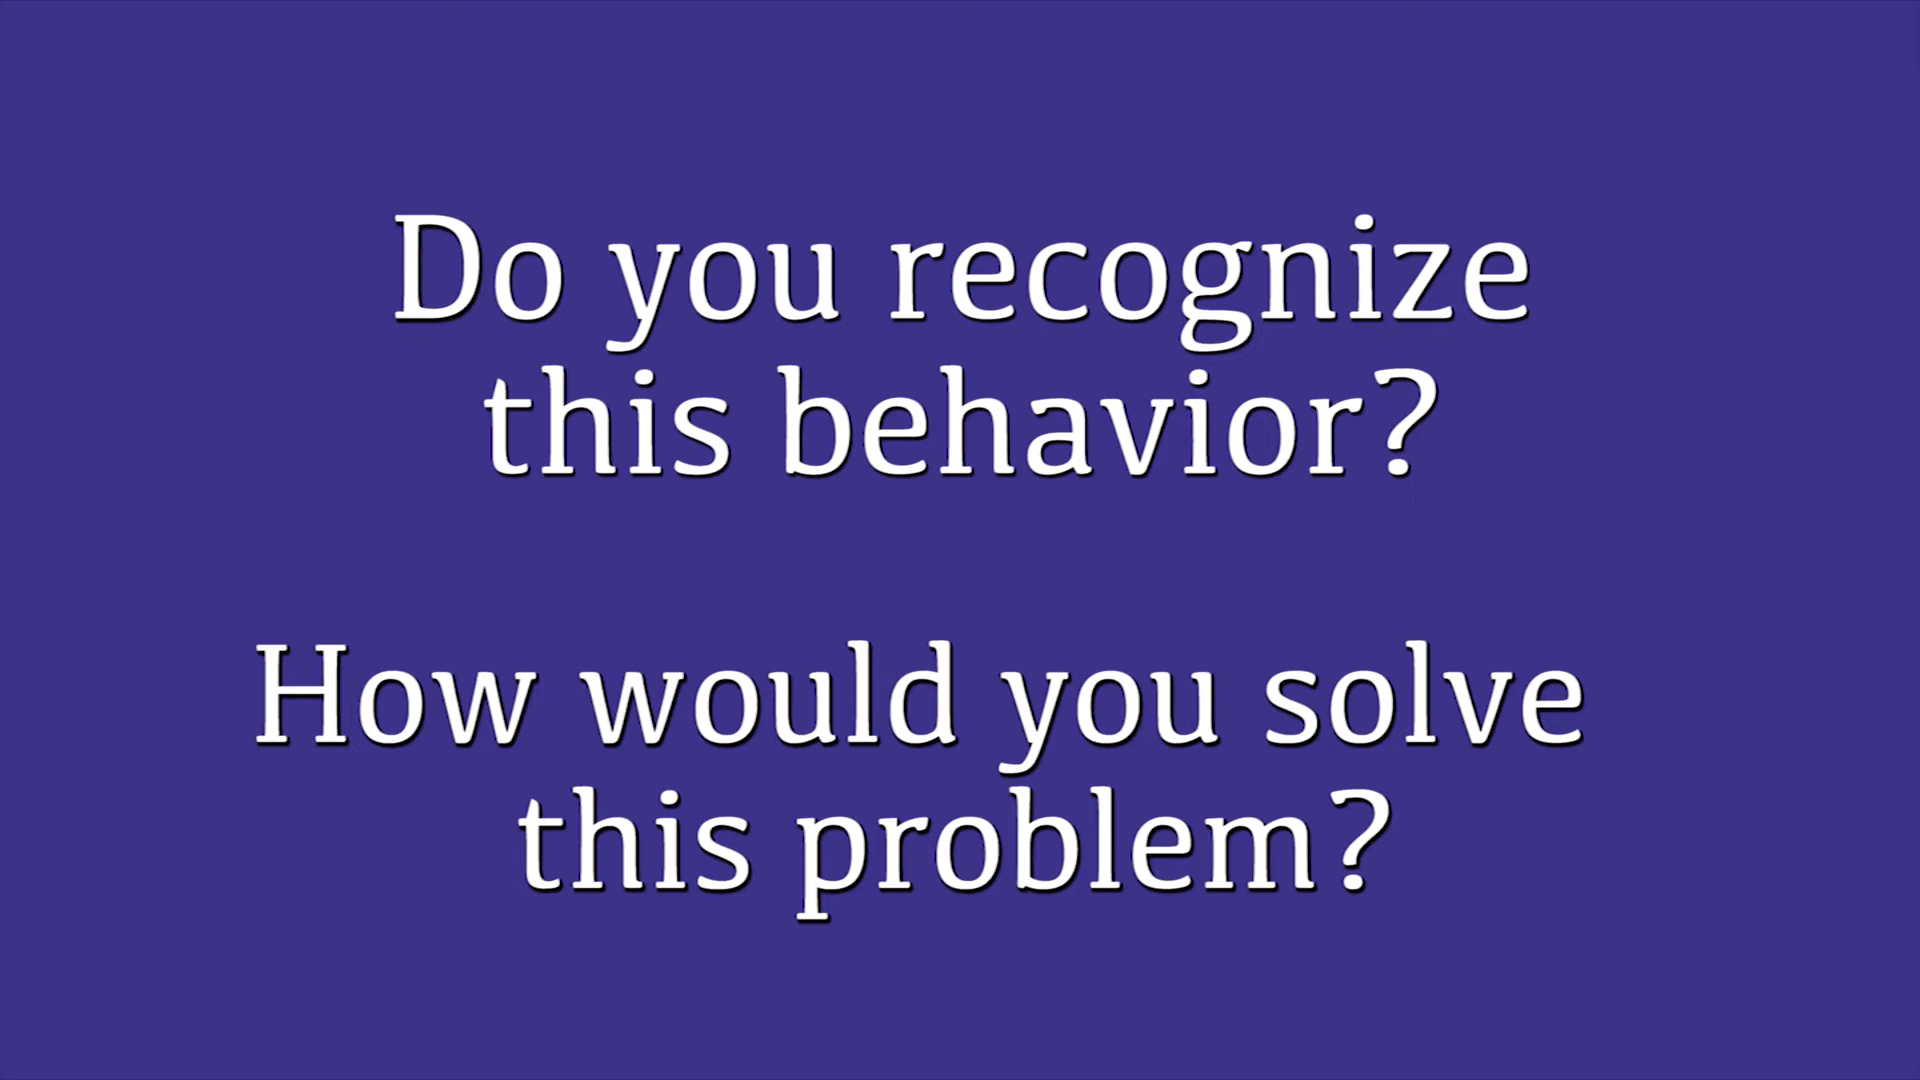 Do you recognize
this behavior?
How would you solve
this problem?